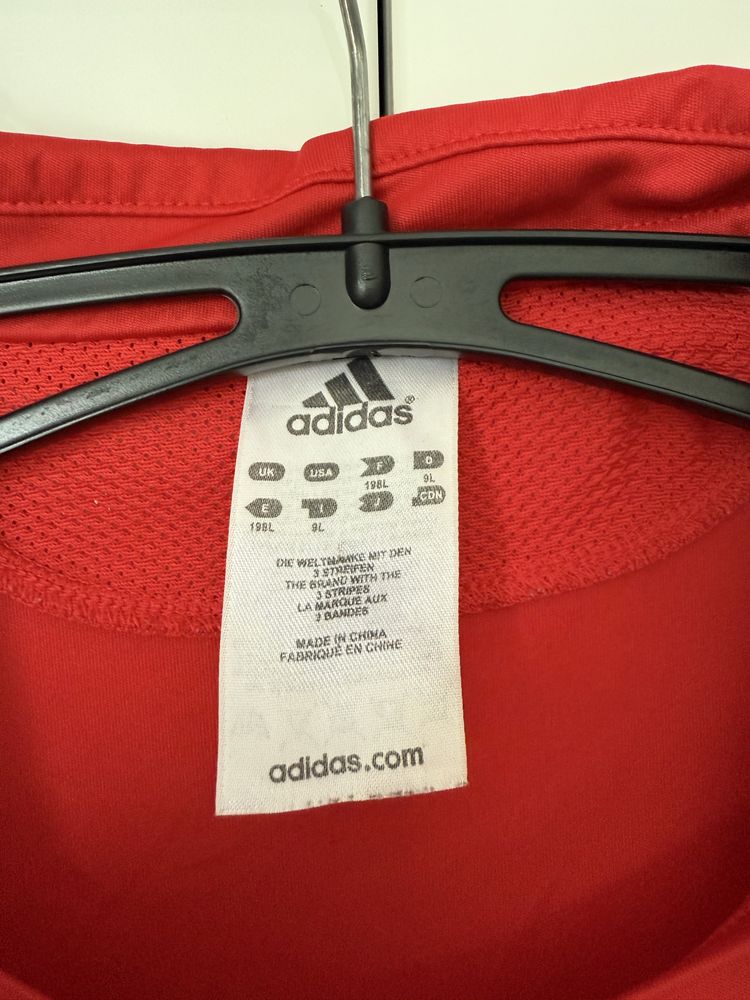 adidas®
UK USA F D
198L 9L
E I J CDN
198L 9L
DIE WELTMARKE MIT DEN
3 STREIFEN
THE BRAND WITH THE
3 STRIPES
LA MARQUE AUX
3 BANDES
MADE IN CHINA
FABRIQUÉ EN CHINE
adidas.com